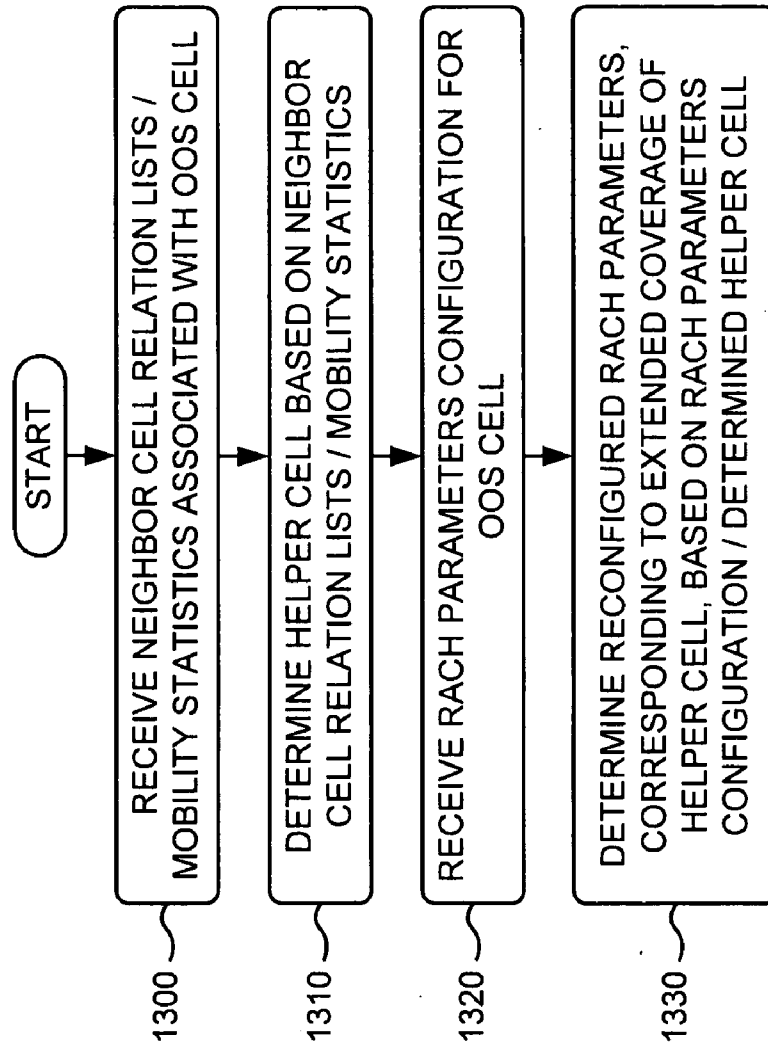 START
1300
RECEIVE NEIGHBOR CELL RELATION LISTS /
MOBILITY STATISTICS ASSOCIATED WITH OOS CELL
1310
DETERMINE HELPER CELL BASED ON NEIGHBOR
CELL RELATION LISTS / MOBILITY STATISTICS
1320
RECEIVE RACH PARAMETERS CONFIGURATION FOR
OOS CELL
1330
DETERMINE RECONFIGURED RACH PARAMETERS,
CORRESPONDING TO EXTENDED COVERAGE OF
HELPER CELL, BASED ON RACH PARAMETERS
CONFIGURATION / DETERMINED HELPER CELL